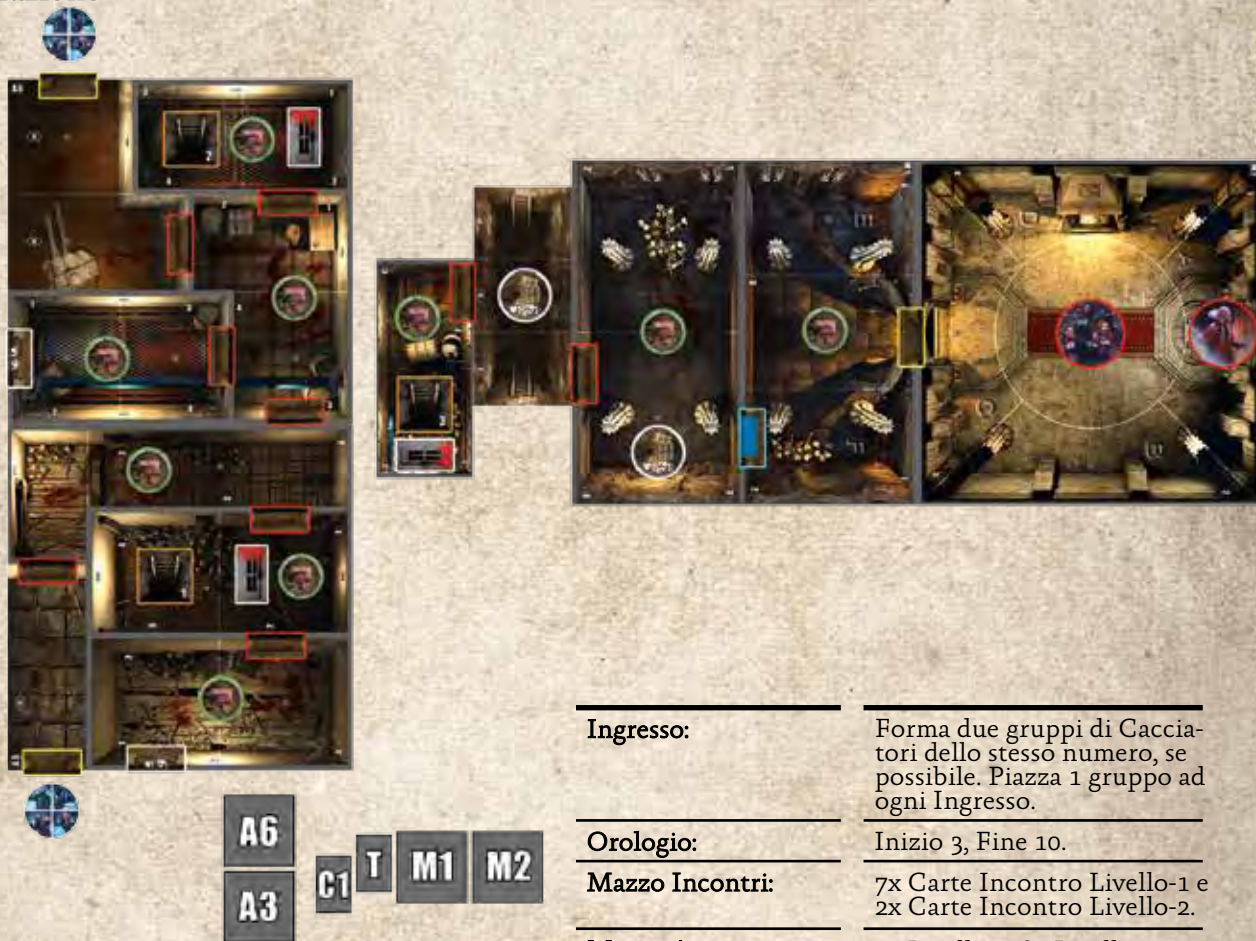 A6
A3
C1
T
M1
M2
Ingresso:
Forma due gruppi di Caccia-
tori dello stesso numero, se
possibile. Piazza 1 gruppo ad
ogni Ingresso.
Orologio:
Inizio 3, Fine 10.
Mazzo Incontri:
7x Carte Incontro Livello-1 e
2x Carte Incontro Livello-2.